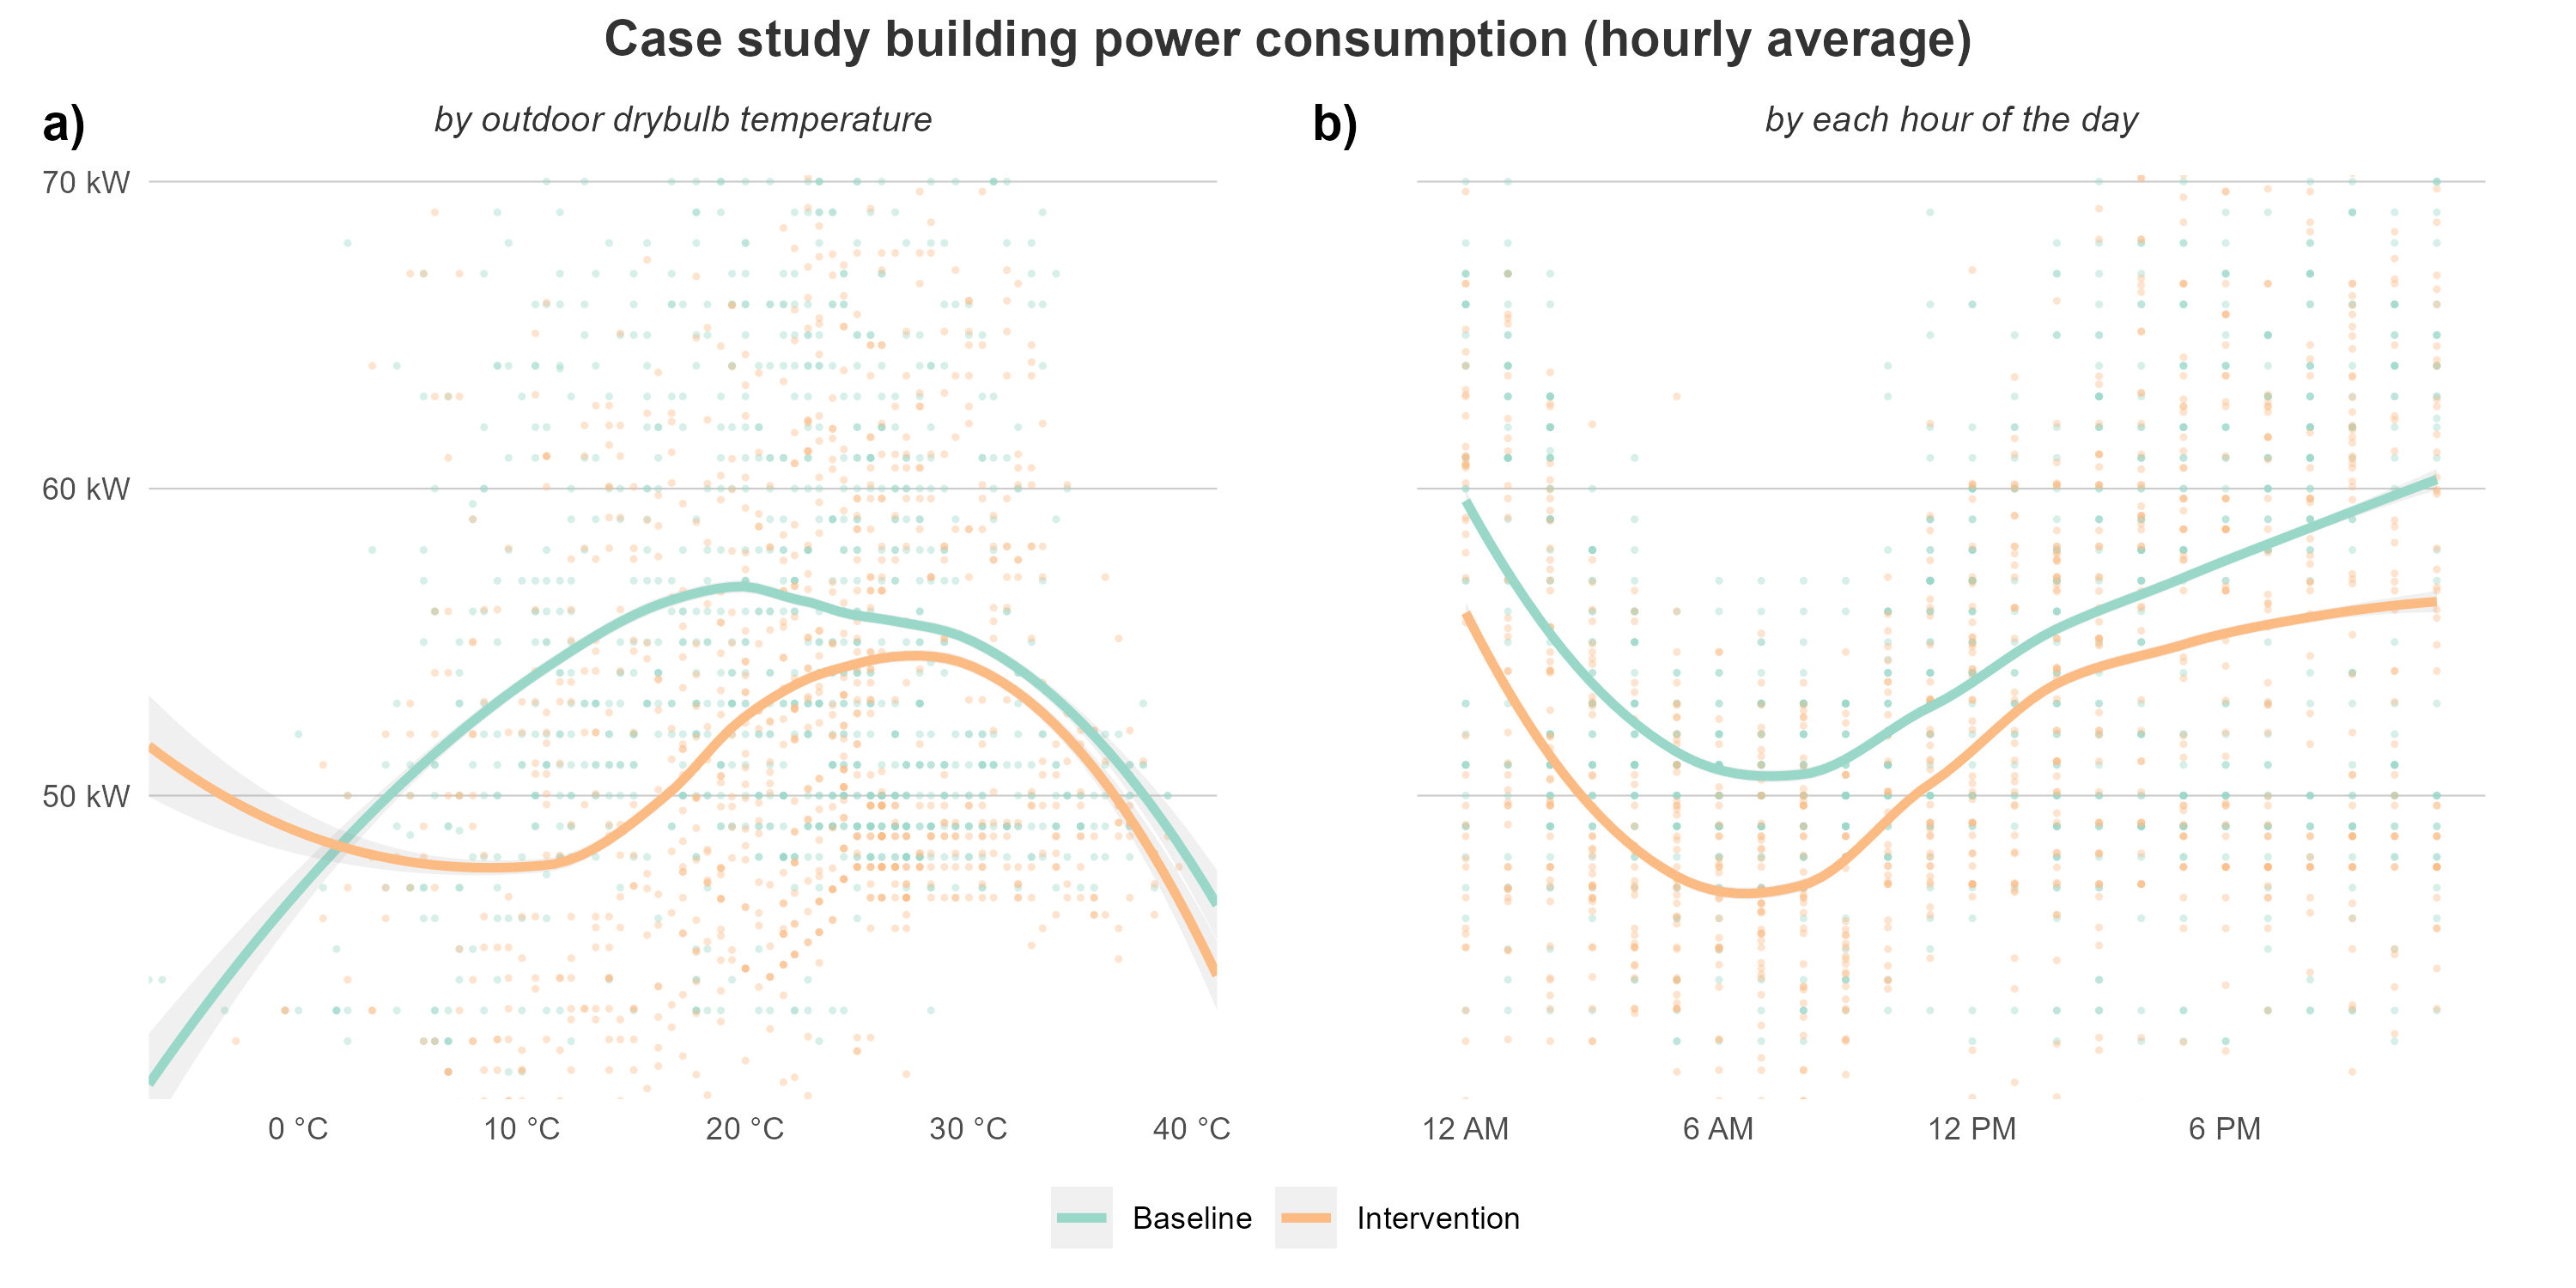 Case study building power consumption (hourly average)
a)
by outdoor drybulb temperature
70 kW
60 kW
50 kW
0 °C
10 °C
20 °C
30 °C
40 °C
b)
by each hour of the day
12 AM
6 AM
12 PM
6 PM
Baseline
Intervention